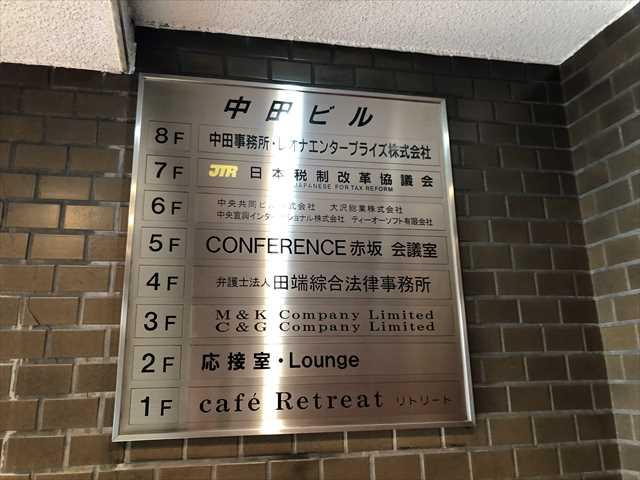 中田ビル
8F 中田事務所・レオナエンタープライズ株式会社
7F JTR 日本税制改革協議会
JAPANESE FOR TAX REFORM
6F 中央共同ビル株式会社 大沢総業株式会社
中央宣興インターナショナル株式会社 ティーオーソフト有限会社
5F CONFERENCE 赤坂 会議室
4F 弁護士法人 田端綜合法律事務所
3F M & K Company Limited
C & G Company Limited
2F 応接室・Lounge
1F café Retreat リトリート